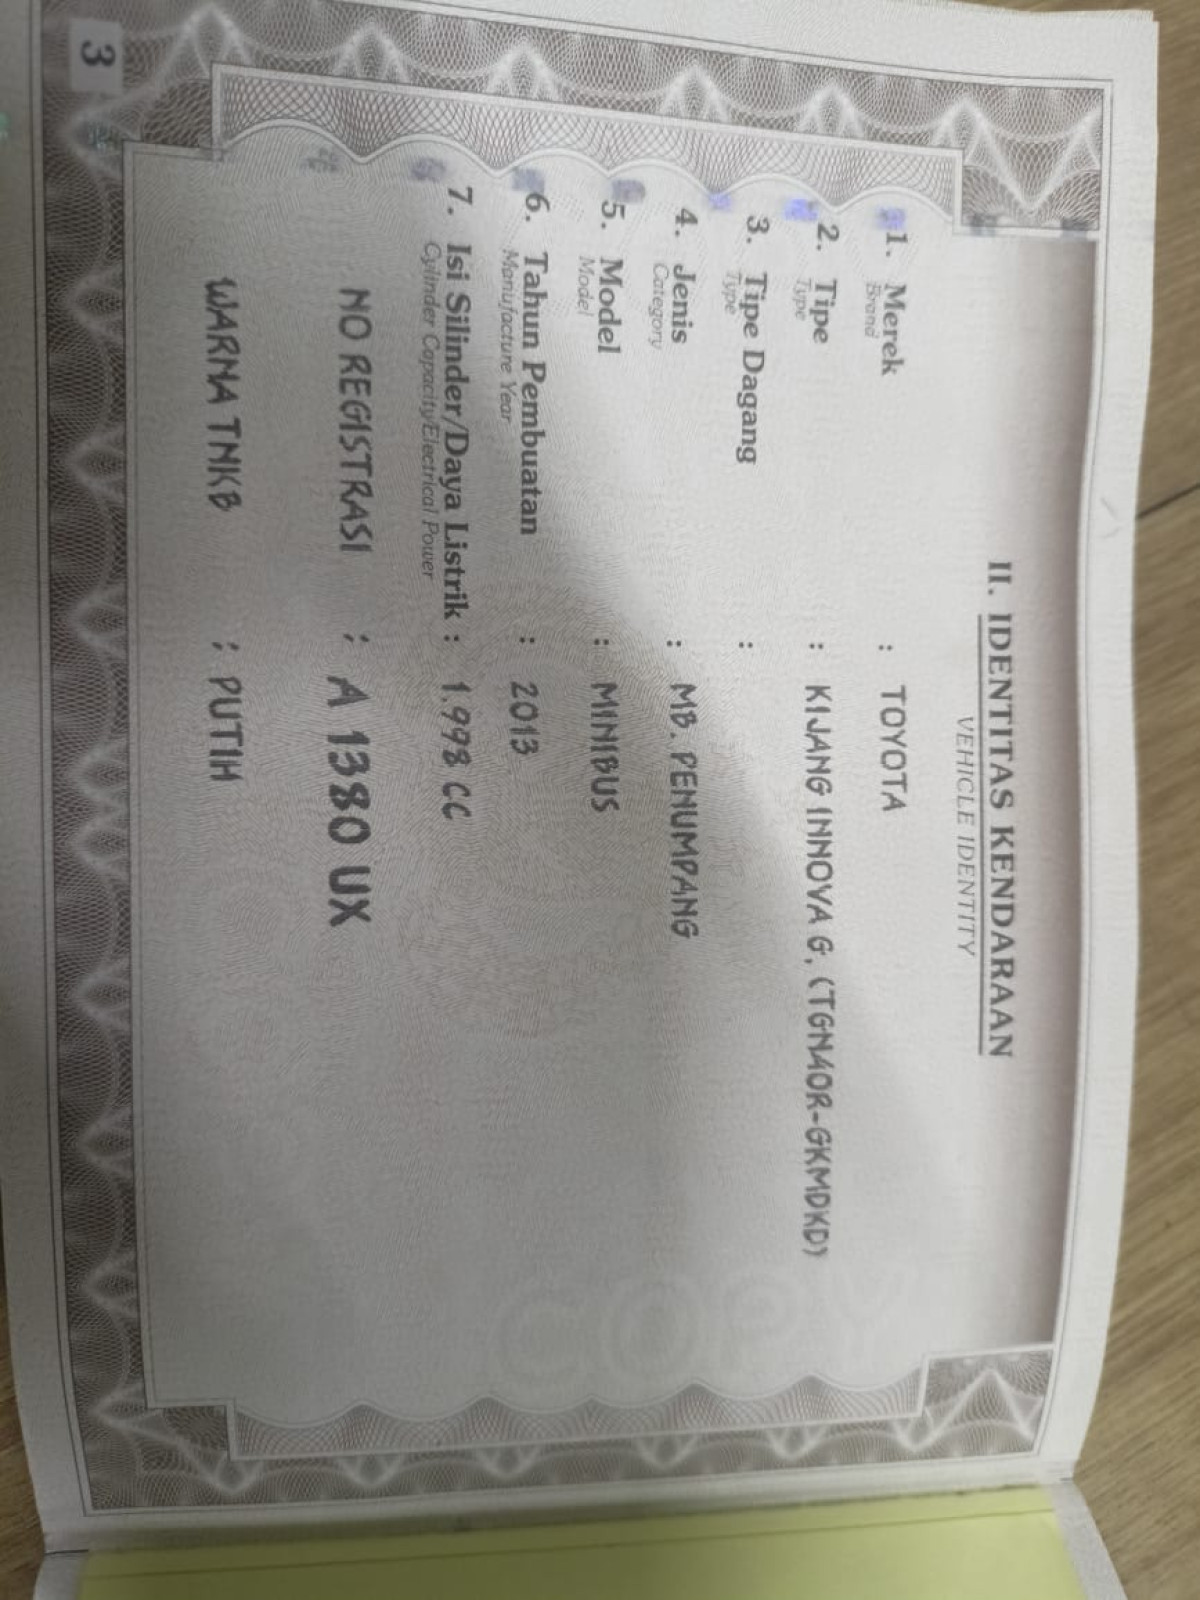 II. IDENTITAS KENDARAAN
VEHICLE IDENTITY
1. Merek : TOYOTA
Brand
2. Tipe : KIJANG INNOVA G. (TGN40R-GKMDKD)
Type
3. Tipe Dagang :
Type
4. Jenis : MB. PENUMPANG
Category
5. Model : MINIBUS
Model
6. Tahun Pembuatan : 2013
Manufacture Year
7. Isi Silinder/Daya Listrik : 1.998 CC
Cylinder Capacity/Electrical Power
NO REGISTRASI : A 1380 UX
WARNA TNKB : PUTIH
COPY
3